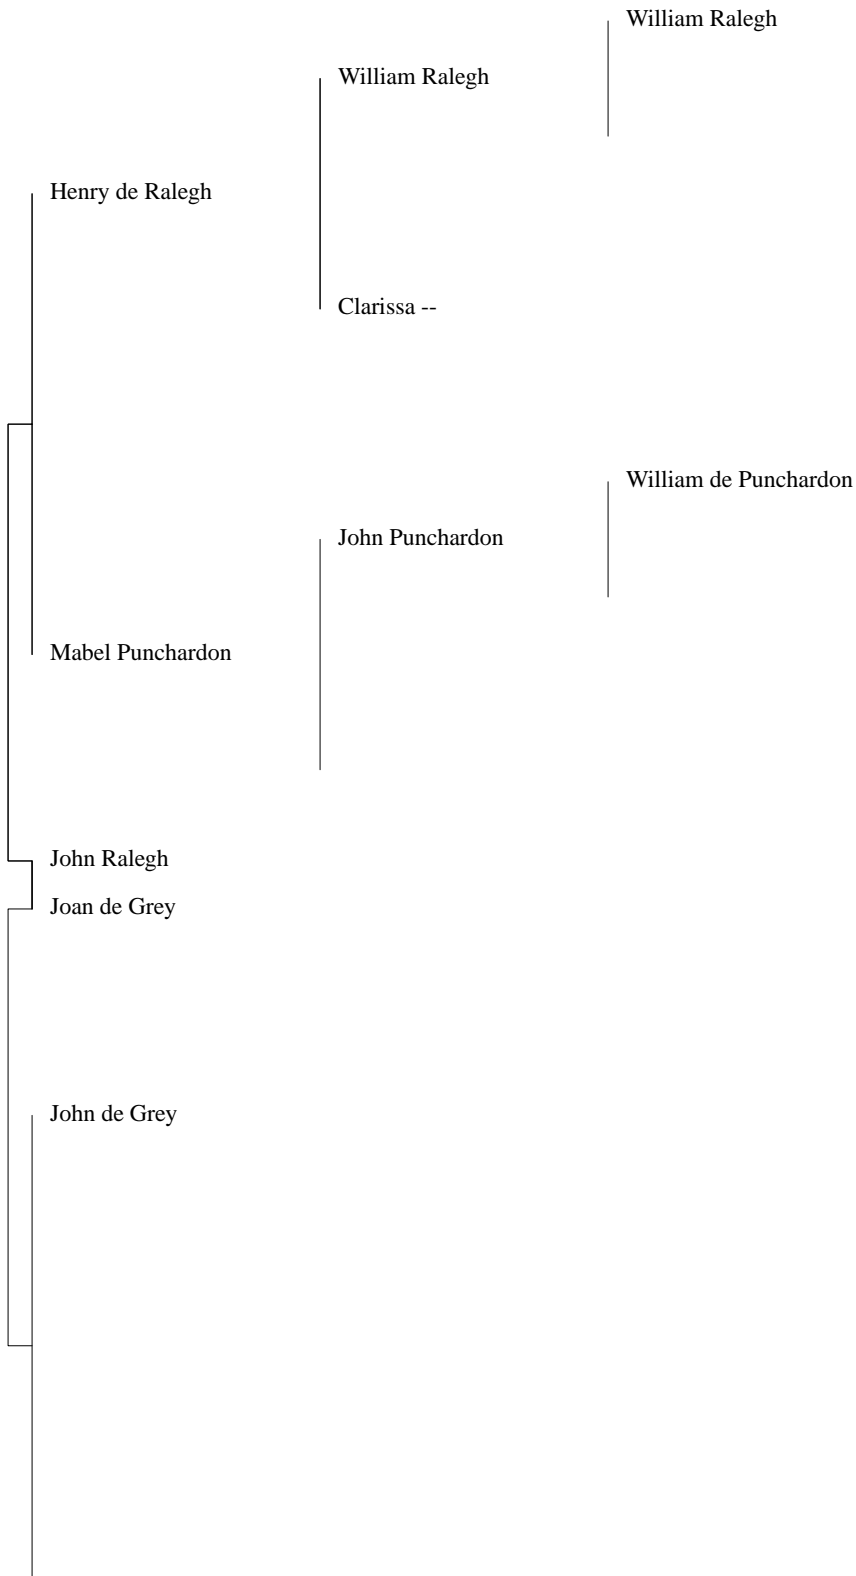 William Ralegh
William Ralegh
Henry de Ralegh
Clarissa --
William de Punchardon
John Punchardon
Mabel Punchardon
John Ralegh
Joan de Grey
John de Grey